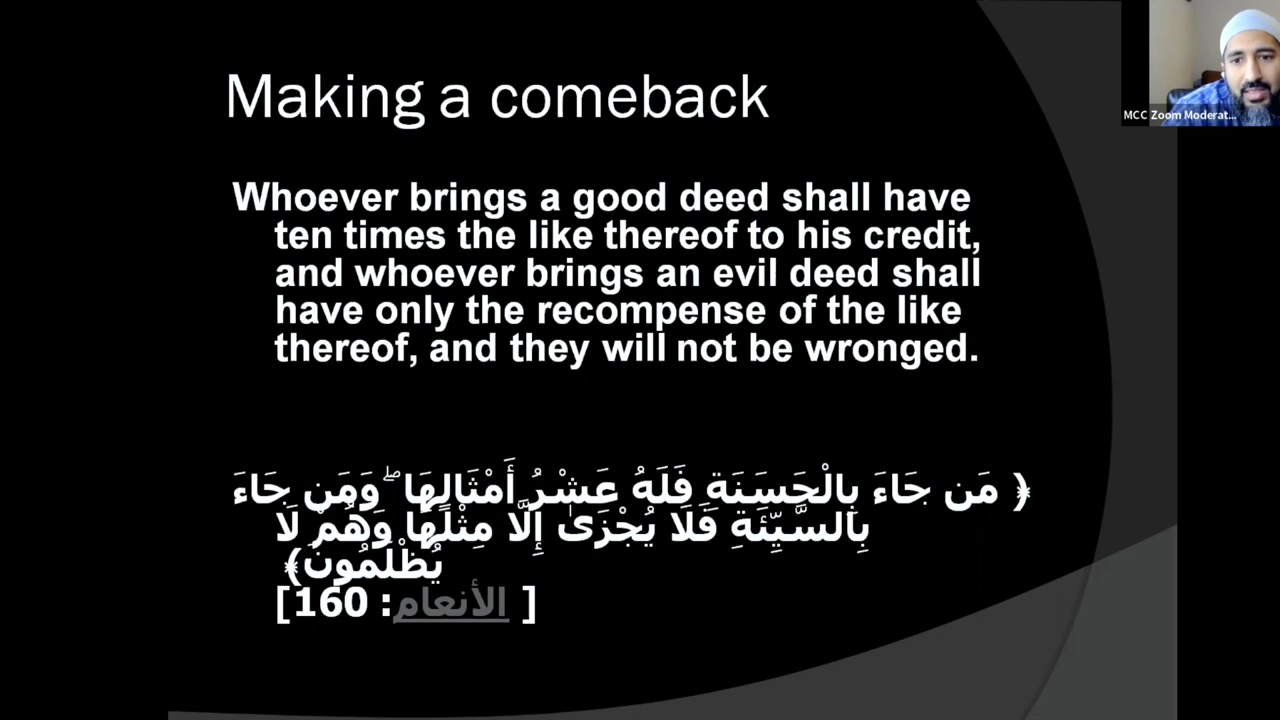 Making a comeback
MCC Zoom Moderat...
Whoever brings a good deed shall have
ten times the like thereof to his credit,
and whoever brings an evil deed shall
have only the recompense of the like
thereof, and they will not be wronged.
﴿ مَن جَاءَ بِالْحَسَنَةِ فَلَهُ عَشْرُ أَمْثَالِهَا ۖ وَمَن جَاءَ
بِالسَّيِّئَةِ فَلَا يُجْزَىٰ إِلَّا مِثْلَهَا وَهُمْ لَا
يُظْلَمُونَ﴾
[ الأنعام: 160]